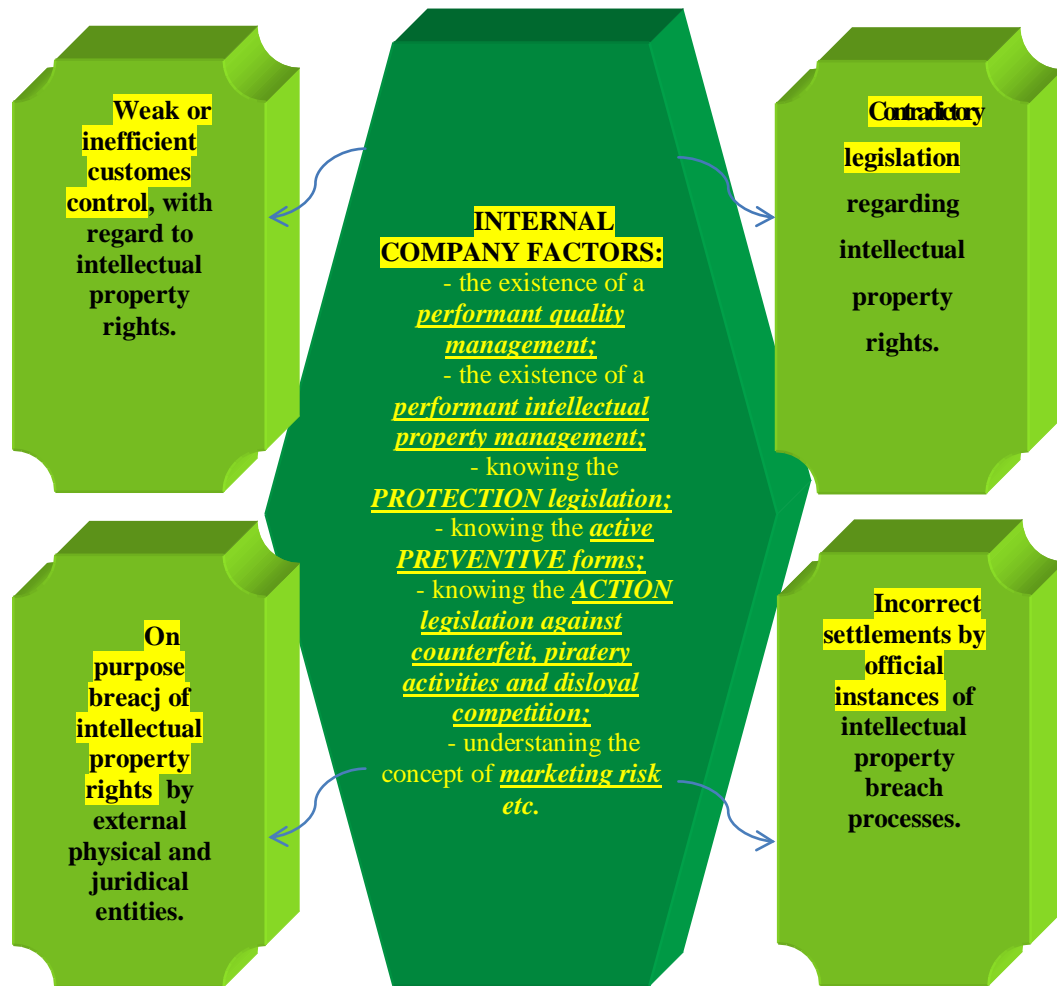 Weak or
inefficient
customes
control, with
regard to
intellectual
property
rights.
INTERNAL
COMPANY FACTORS:
- the existence of a
performant quality
management;
- the existence of a
performant intellectual
property management;
- knowing the
PROTECTION legislation;
- knowing the active
PREVENTIVE forms;
- knowing the ACTION
legislation against
counterfeit, piratery
activities and disloyal
competition;
- understaning the
concept of marketing risk
etc.
Contradictory
legislation
regarding
intellectual
property
rights.
On
purpose
breacj of
intellectual
property
rights by
external
physical and
juridical
entities.
Incorrect
settlements by
official
instances of
intellectual
property
breach
processes.